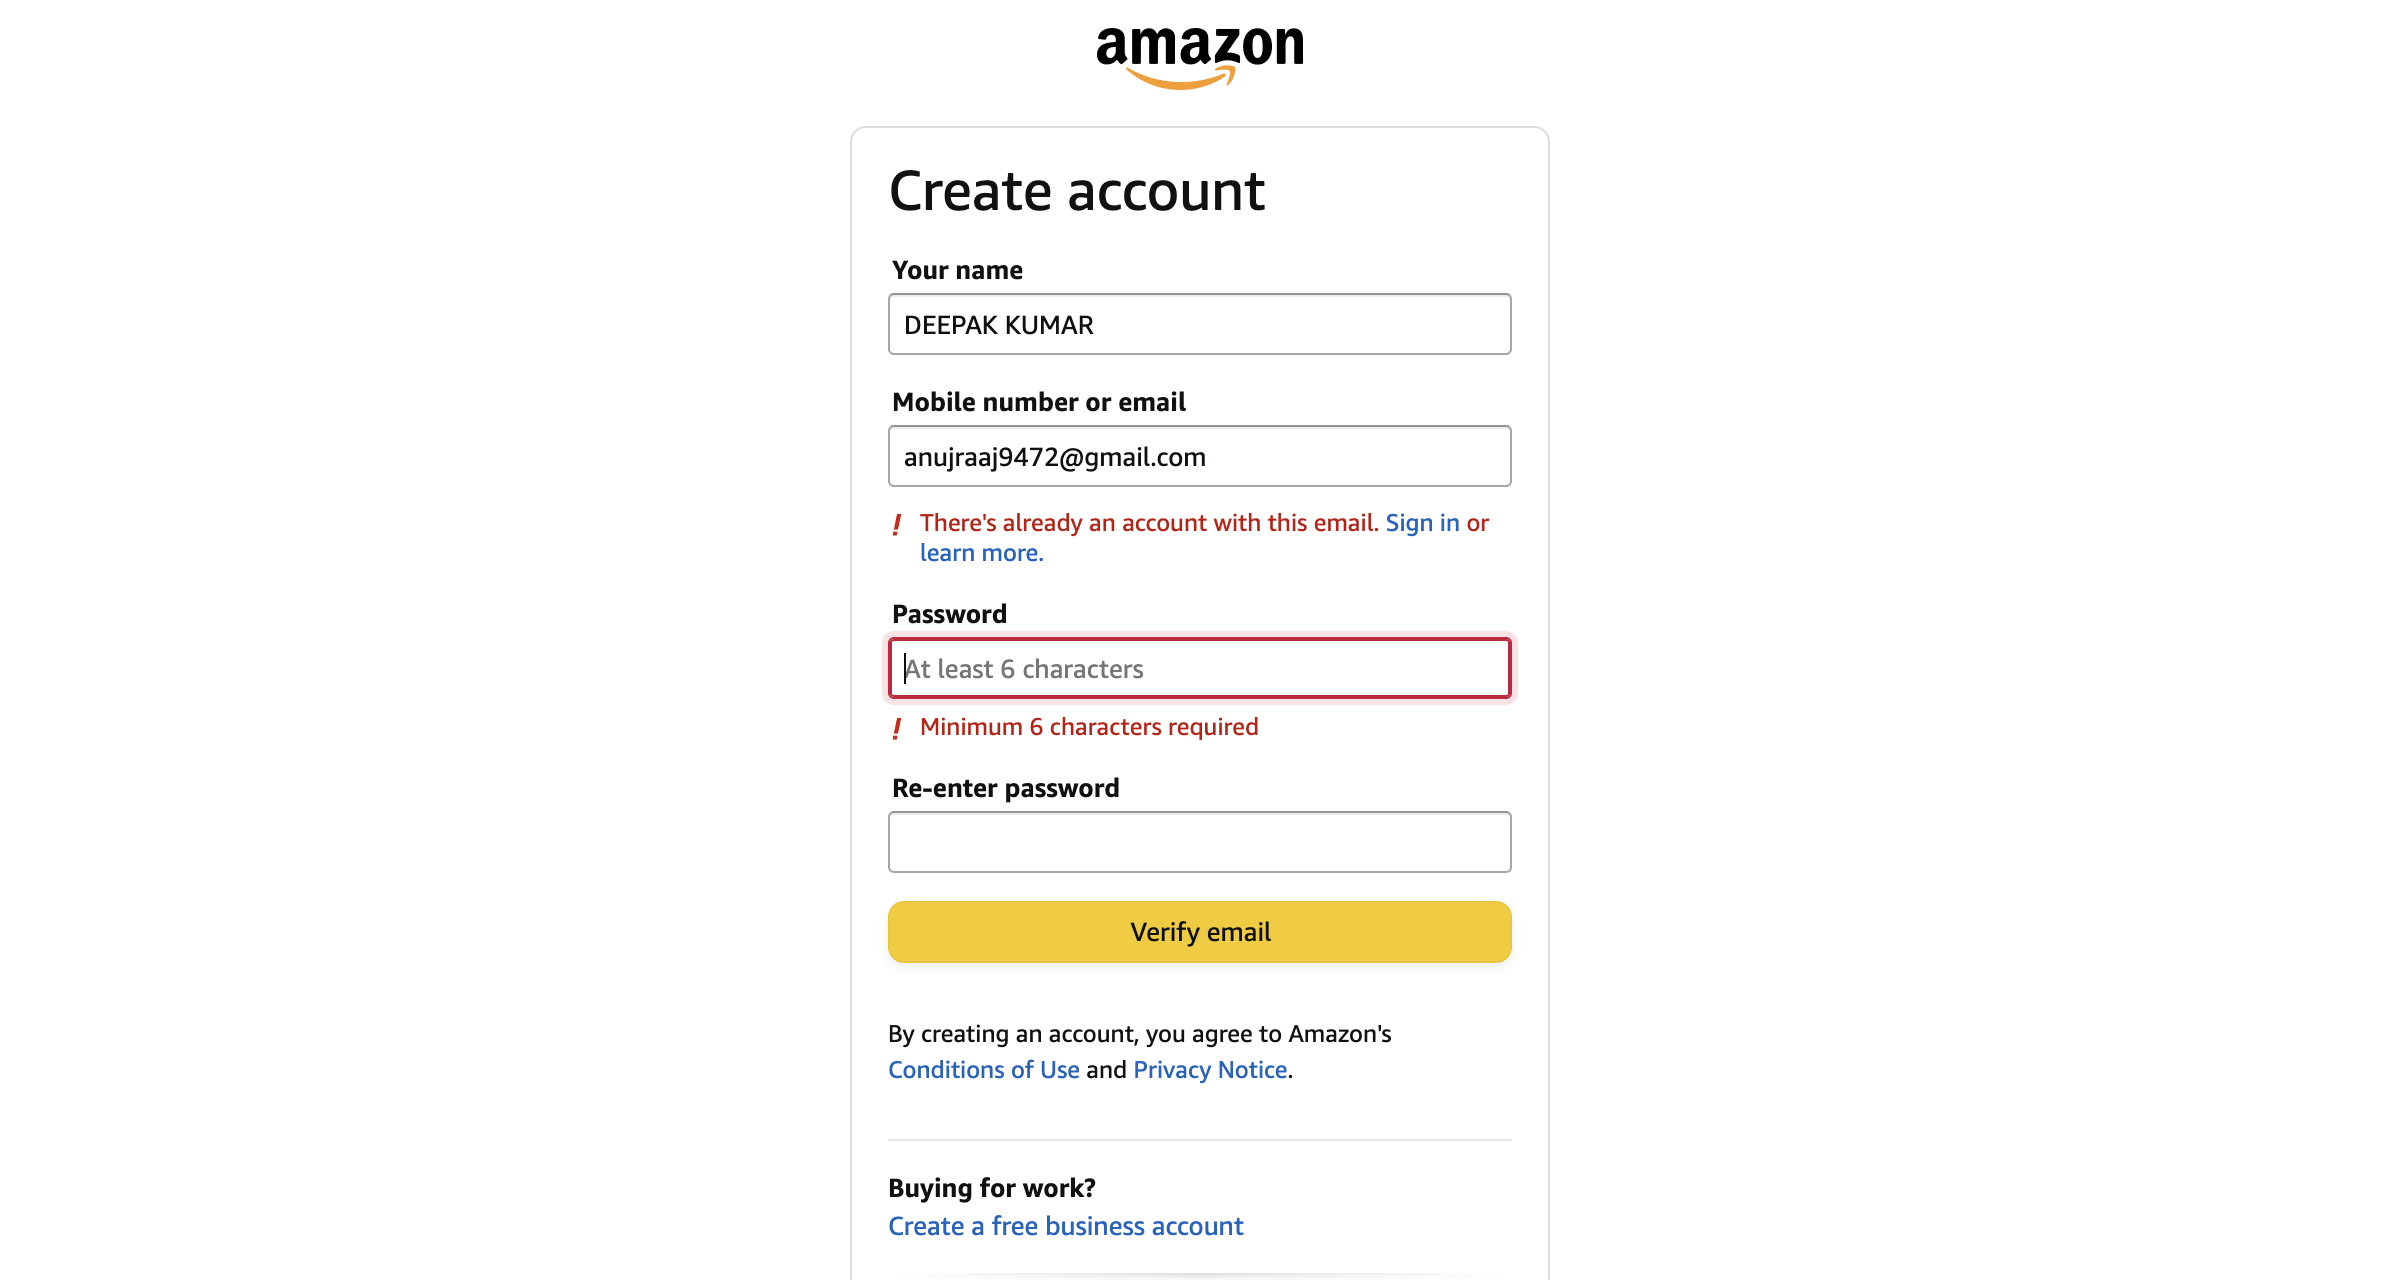 amazon
Create account
Your name
DEEPAK KUMAR
Mobile number or email
anujraaj9472@gmail.com
! There's already an account with this email. Sign in or
learn more.
Password
At least 6 characters
! Minimum 6 characters required
Re-enter password
Verify email
By creating an account, you agree to Amazon's
Conditions of Use and Privacy Notice.
Buying for work?
Create a free business account